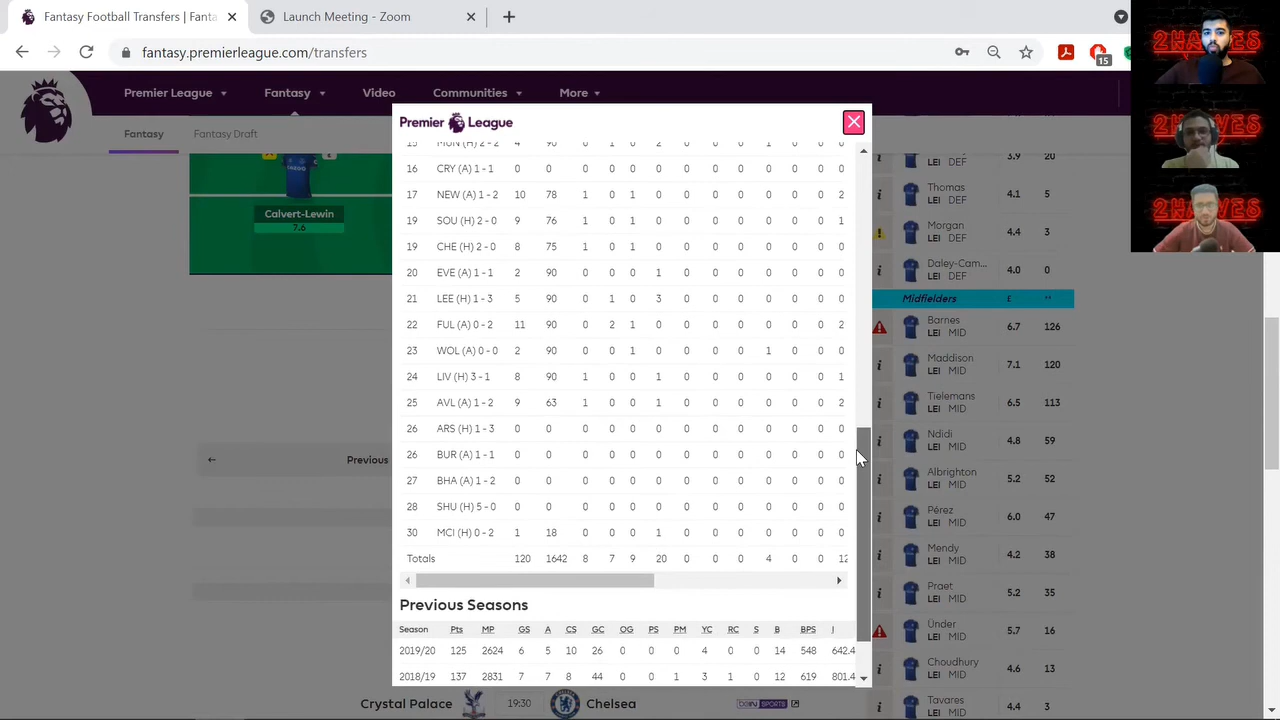 Fantasy Football Transfers | Fanta
Launch Meeting - Zoom
fantasy.premierleague.com/transfers
15
2HALVES
2HALVES
Premier League Fantasy Video Communities More
Fantasy Fantasy Draft
Calvert-Lewin
7.6
Previous
Premier League
16 CRY (A) 1 - 1 0 0 0 0 0 0 0 0 0 0 0 0 0
17 NEW (A) 1 - 2 10 78 1 0 1 0 0 0 0 0 0 0 2
19 SOU (H) 2 - 0 76 1 0 1 0 0 0 0 0 0 0 1
19 CHE (H) 2 - 0 8 75 1 0 1 0 0 0 0 0 0 0 0
20 EVE (A) 1 - 1 2 90 0 0 0 1 0 0 0 0 0 0 0
21 LEE (H) 1 - 3 5 90 0 1 0 3 0 0 0 0 0 0 0
22 FUL (A) 0 - 2 11 90 0 2 1 0 0 0 0 0 0 0 2
23 WOL (A) 0 - 0 2 90 0 0 1 0 0 0 0 1 0 0 0
24 LIV (H) 3 - 1 8 90 1 0 0 1 0 0 0 0 0 0 1
25 AVL (A) 1 - 2 9 63 1 0 0 1 0 0 0 0 0 0 2
26 ARS (H) 1 - 3 0 0 0 0 0 0 0 0 0 0 0 0 0
26 BUR (A) 1 - 1 0 0 0 0 0 0 0 0 0 0 0 0 0
27 BHA (A) 1 - 2 0 0 0 0 0 0 0 0 0 0 0 0 0
28 SHU (H) 5 - 0 0 0 0 0 0 0 0 0 0 0 0 0 0
30 MCI (H) 0 - 2 1 18 0 0 0 1 0 0 0 0 0 0 0
Totals 120 1642 8 7 9 20 0 0 0 4 0 0 12
Previous Seasons
Season Pts MP GS A CS GC OG PS PM YC RC S B BPS I
2019/20 125 2624 6 5 10 26 0 0 0 4 0 0 14 548 642.4
2018/19 137 2831 7 7 8 44 0 0 1 3 1 0 12 619 801.4
LEI DEF 3.9 20
Thomas
LEI DEF 4.1 5
Morgan
LEI DEF 4.4 3
Daley-Cam...
LEI DEF 4.0 0
Midfielders £
Barnes
LEI MID 6.7 126
Maddison
LEI MID 7.1 120
Tielemans
LEI MID 6.5 113
Ndidi
LEI MID 4.8 59
Albrighton
LEI MID 5.2 52
Pérez
LEI MID 6.0 47
Mendy
LEI MID 4.2 38
Praet
LEI MID 5.2 35
Ünder
LEI MID 5.7 16
Choudhury
LEI MID 4.6 13
Tavares
LEI MID 4.4 3
Crystal Palace 19:30 Chelsea beIN SPORTS